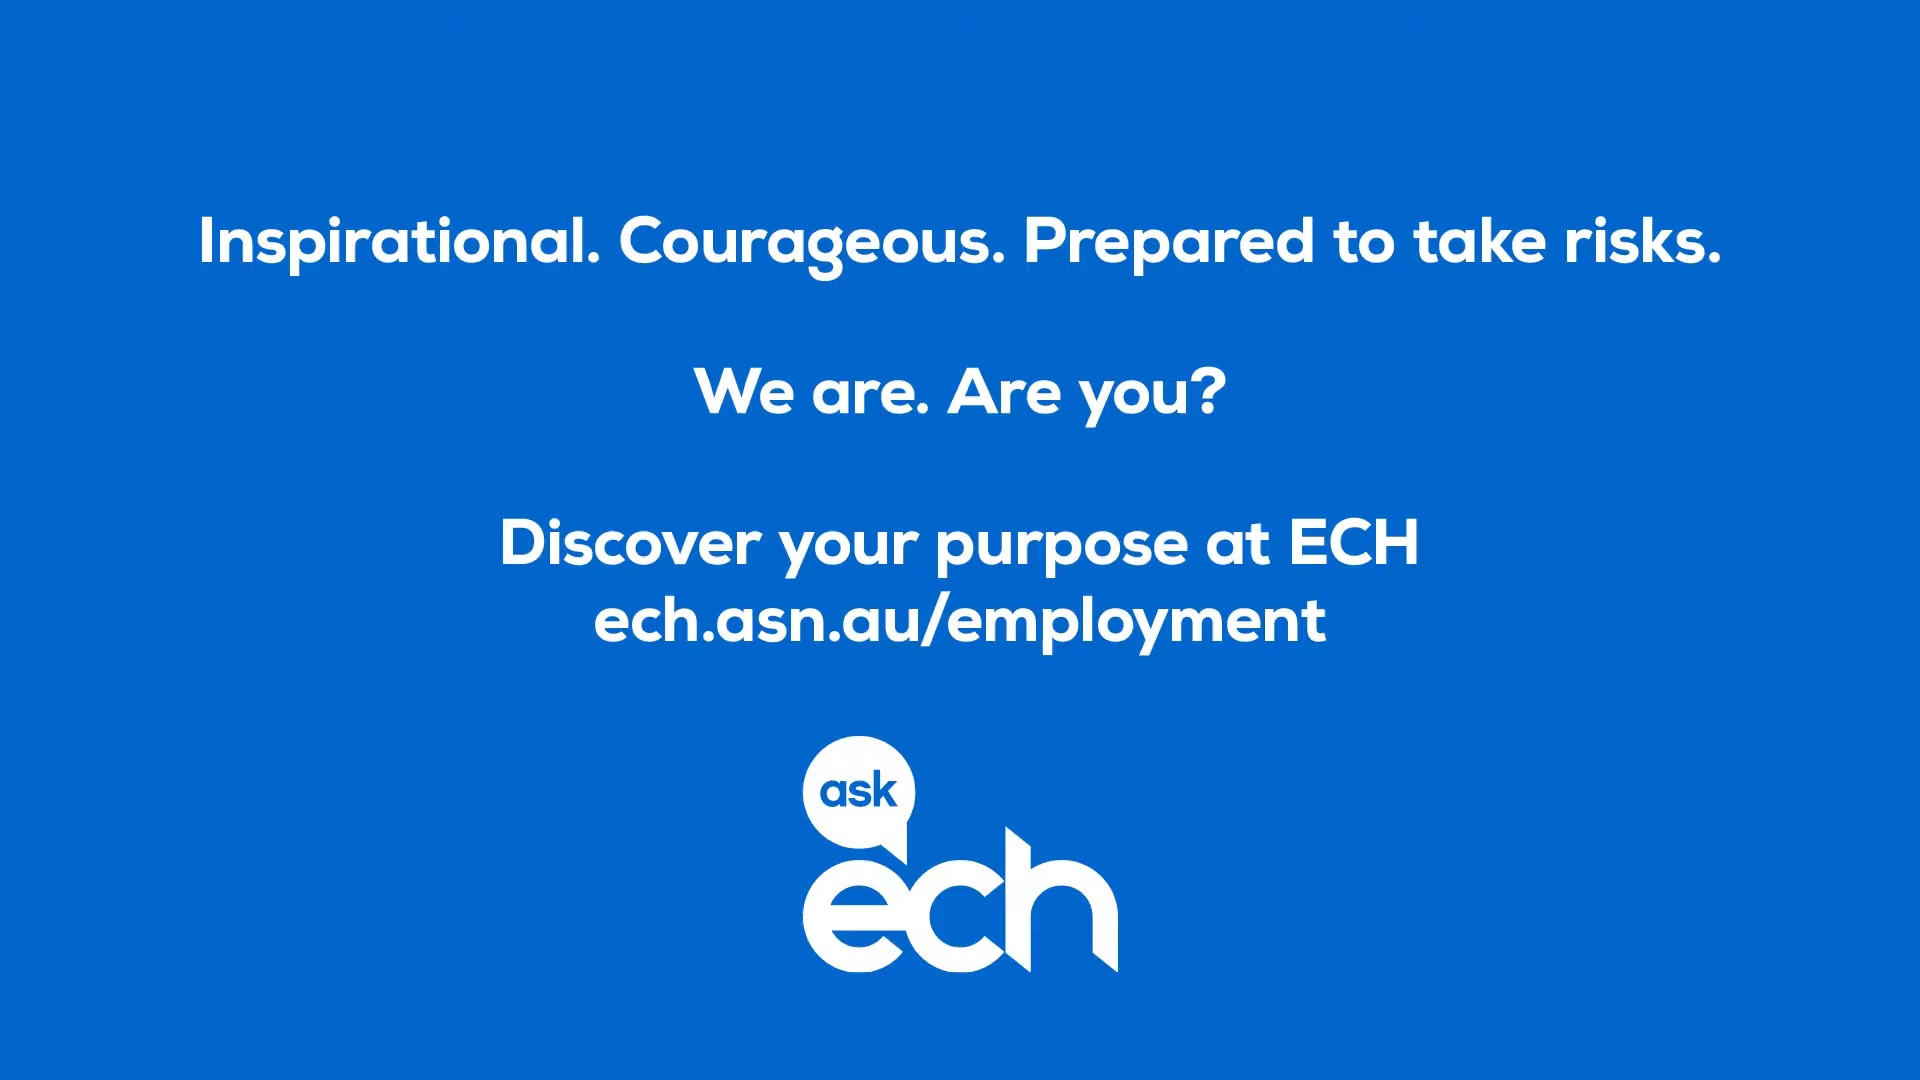 Inspirational. Courageous. Prepared to take risks.
We are. Are you?
Discover your purpose at ECH
ech.asn.au/employment
ask
ech